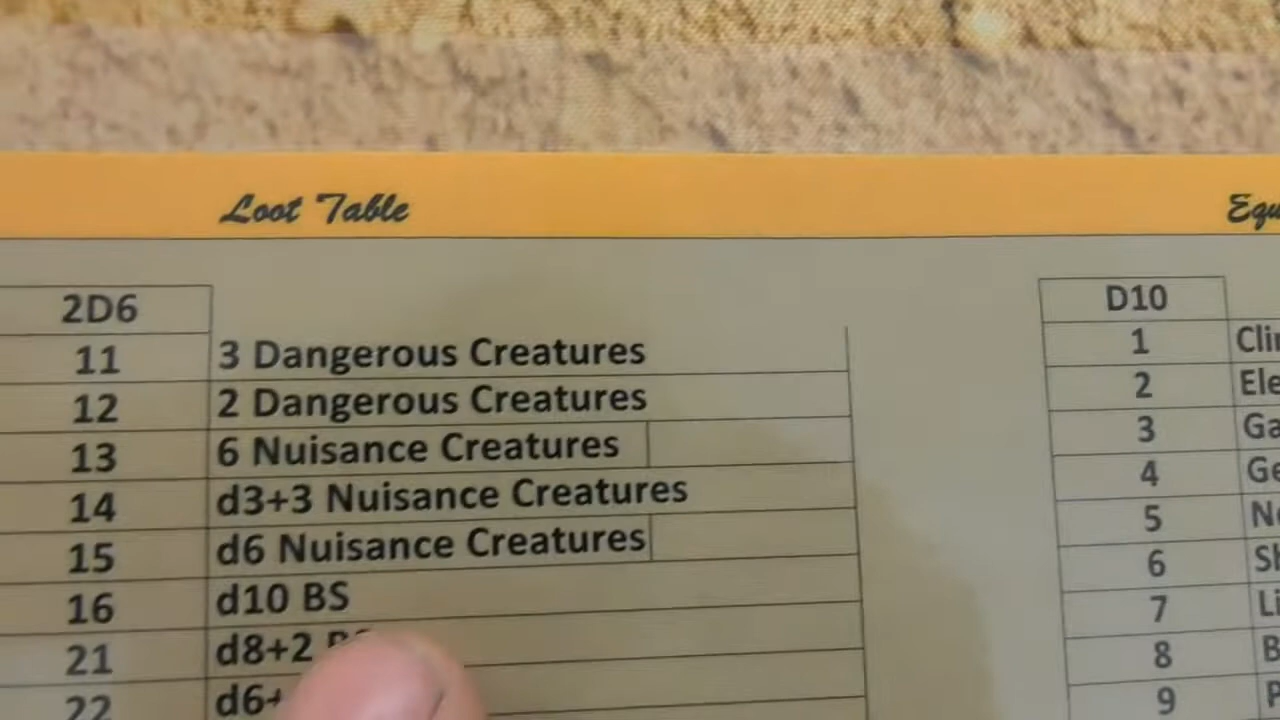 Loot Table
2D6
11 3 Dangerous Creatures
12 2 Dangerous Creatures
13 6 Nuisance Creatures
14 d3+3 Nuisance Creatures
15 d6 Nuisance Creatures
16 d10 BS
21 d8+2
22 d6+
D10
1
2
3
4
5
6
7
8
9